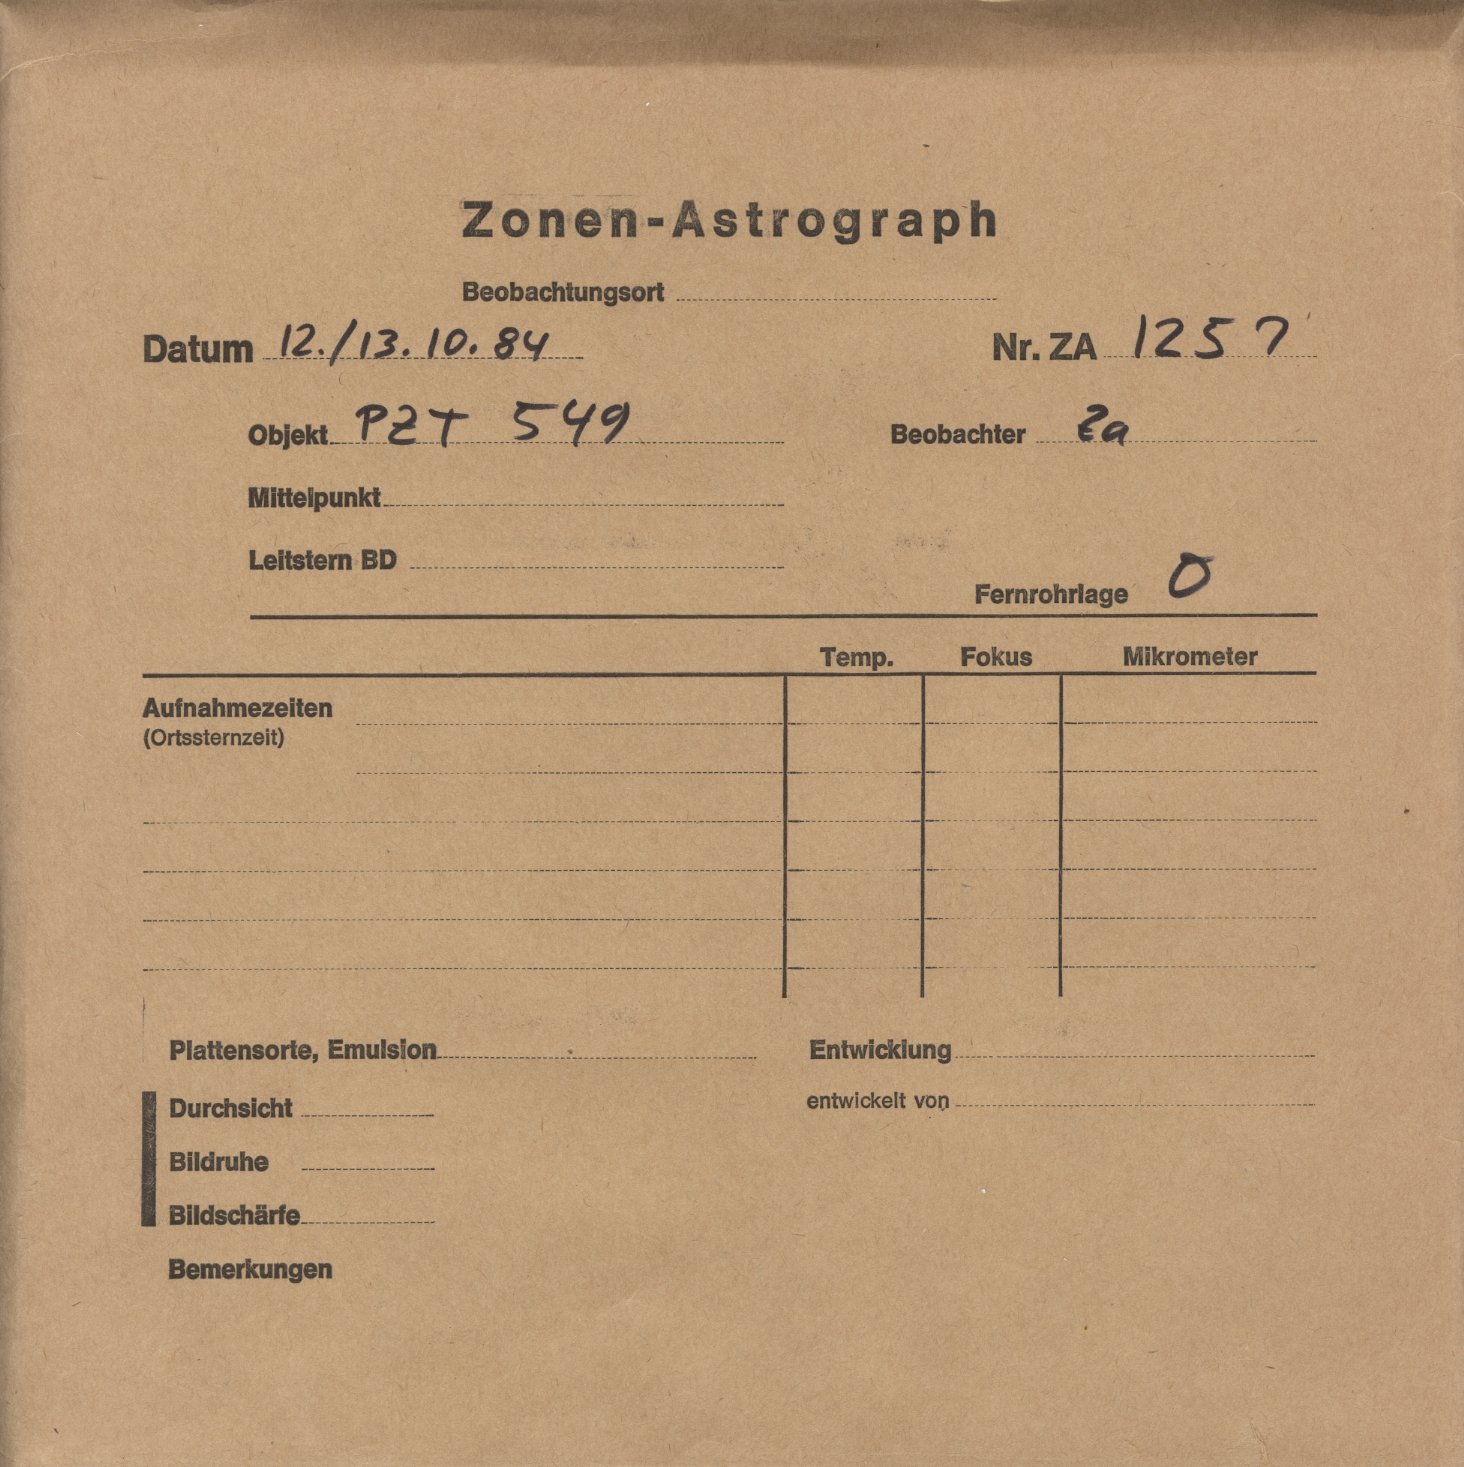 Zonen-Astrograph
Beobachtungsort
Datum 12./13.10.84 Nr. ZA 1257
Objekt PZT 549 Beobachter Za
Mittelpunkt
Leitstern BD
Fernrohrlage O
Temp. Fokus Mikrometer
Aufnahmezeiten
(Ortssternzeit)
Plattensorte, Emulsion Entwicklung
Durchsicht entwickelt von
Bildruhe
Bildschärfe
Bemerkungen